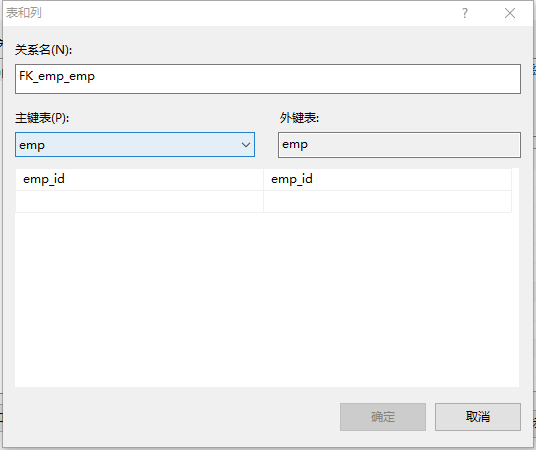 表和列
?
关系名(N):
FK_emp_emp
主键表(P):
外键表:
emp
emp
emp_id
emp_id
确定
取消